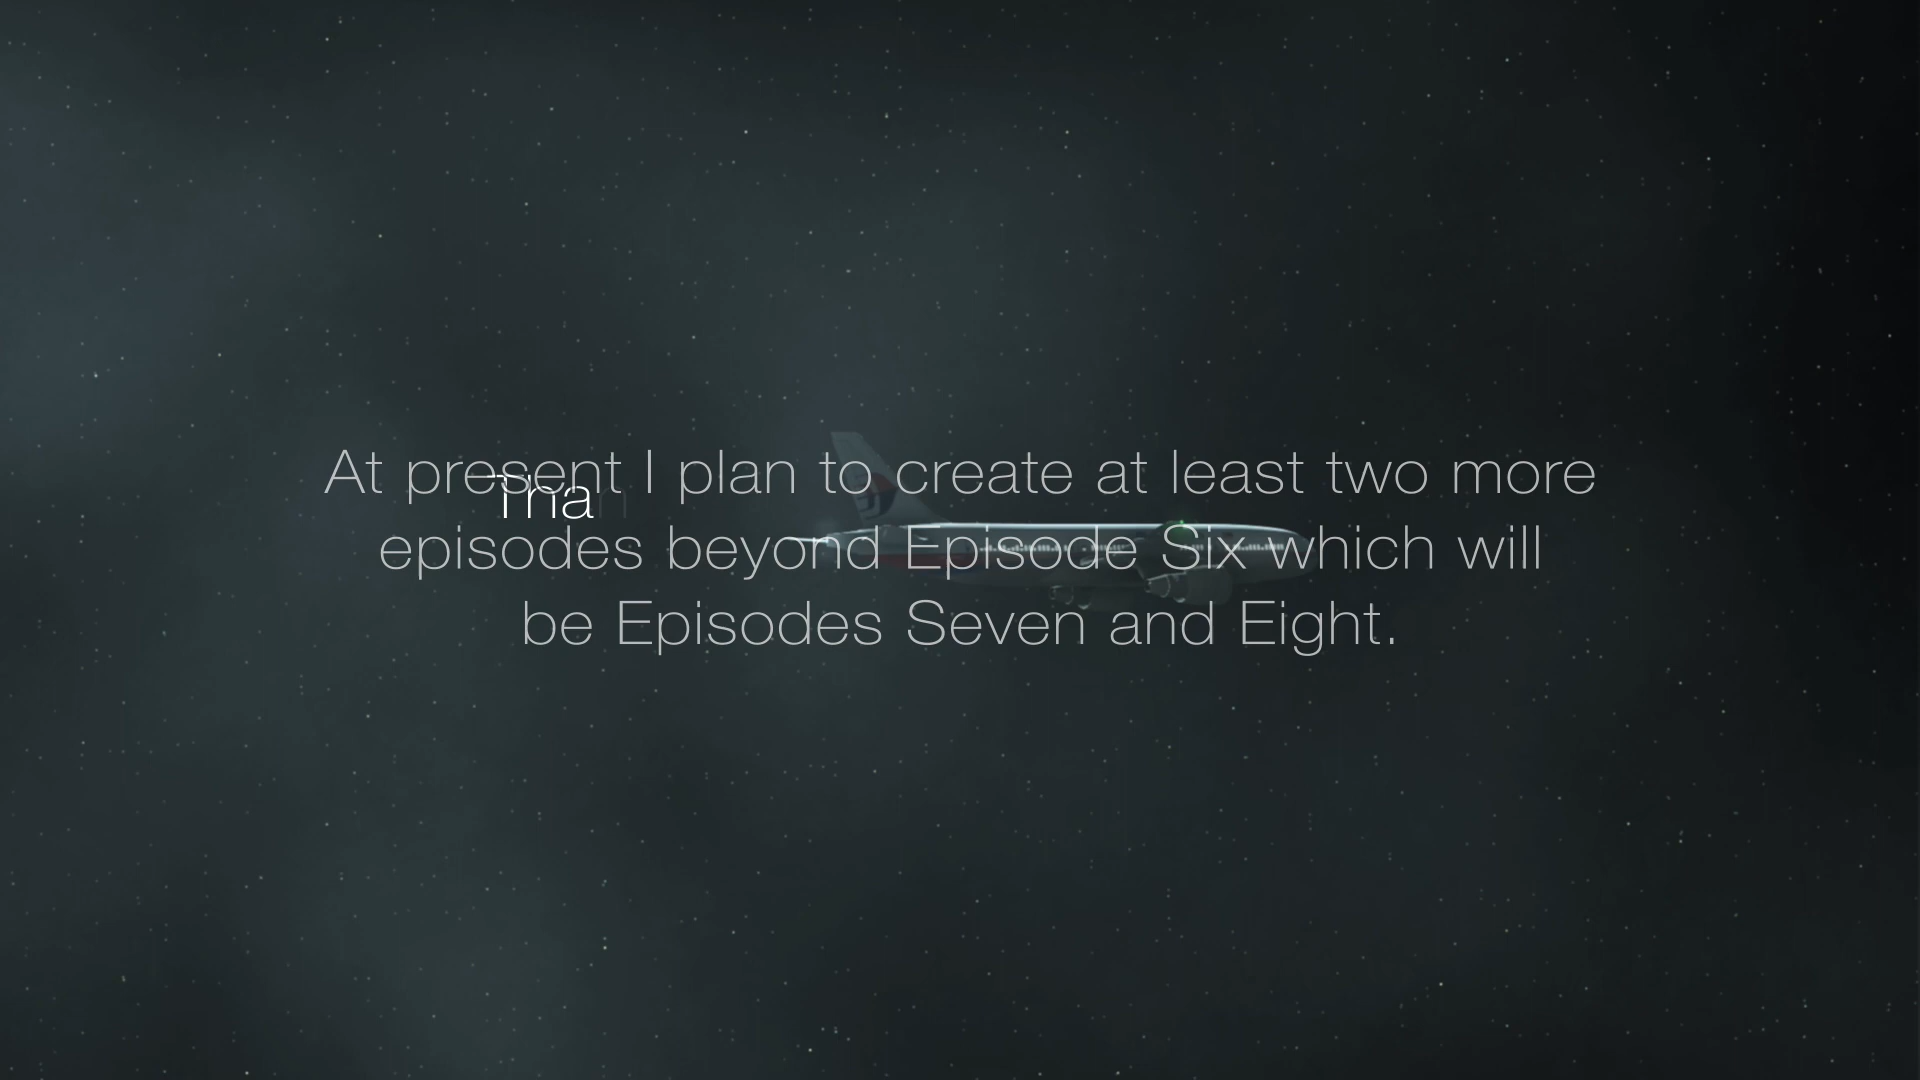 At present I plan to create at least two more
Than
episodes beyond Episode Six which will
be Episodes Seven and Eight.